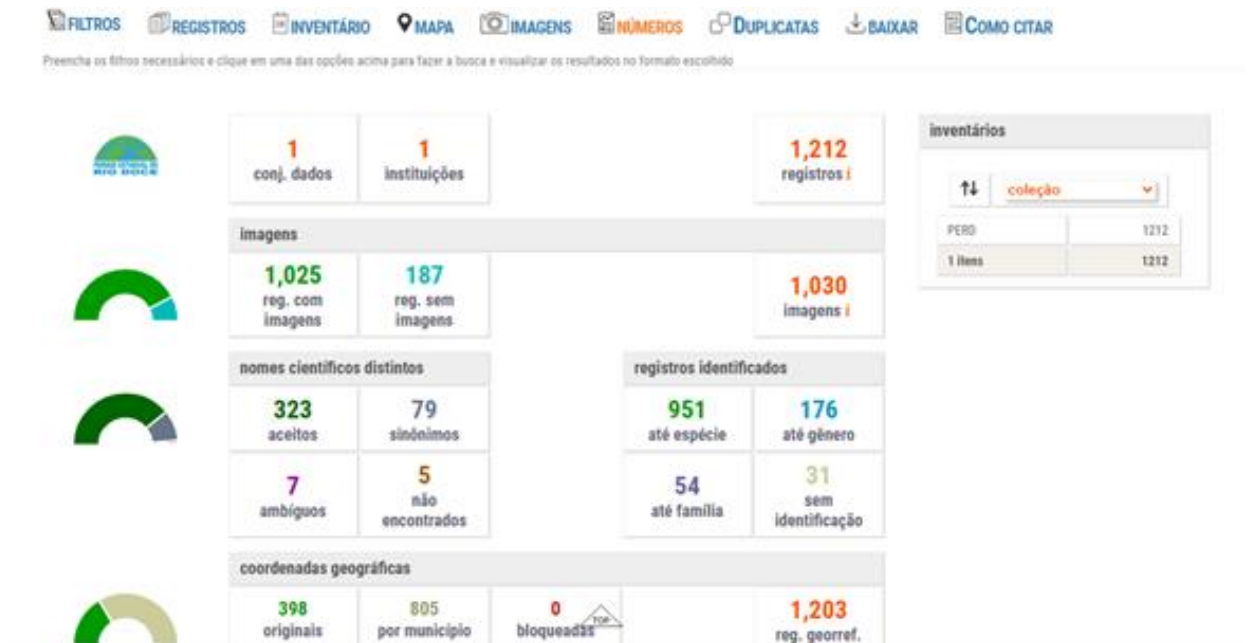 FILTROS REGISTROS INVENTÁRIO MAPA IMAGENS NÚMEROS DUPLICATAS BAIXAR COMO CITAR
Preencha os filtros necessários e clique em uma das opções acima para fazer a busca e visualizar os resultados no formato escolhido
RIO DOCE
1
conj. dados
1
instituições
1,212
registros i
inventários
coleção
PERD 1212
1 itens 1212
imagens
1,025
reg. com
imagens
187
reg. sem
imagens
1,030
imagens i
nomes científicos distintos
323
aceitos
79
sinônimos
7
ambíguos
5
não
encontrados
registros identificados
951
até espécie
176
até gênero
54
até família
31
sem
identificação
coordenadas geográficas
398
originais
805
por município
0
bloqueadas
TOP
1,203
reg. georref.